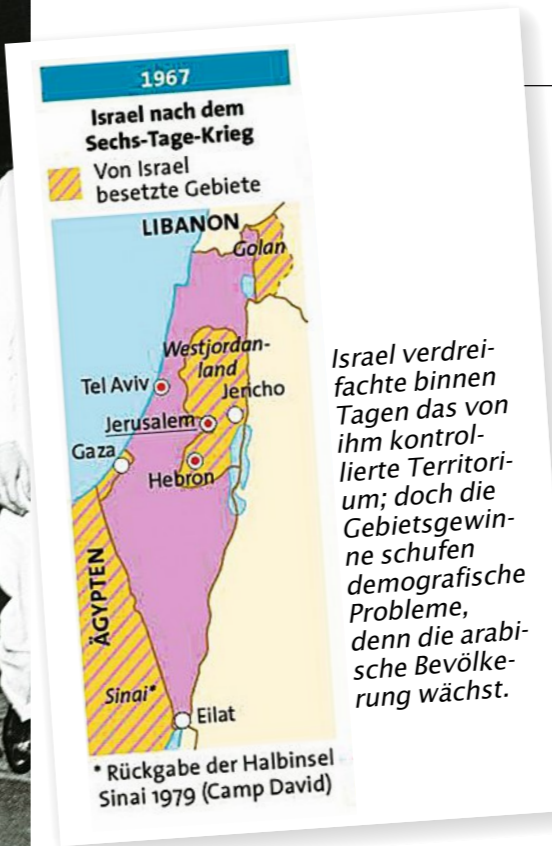 1967
Israel nach dem
Sechs-Tage-Krieg
Von Israel
besetzte Gebiete
LIBANON
Golan
Westjordan-
land
Tel Aviv
Jericho
Jerusalem
Gaza
Hebron
ÄGYPTEN
Sinai*
Eilat
* Rückgabe der Halbinsel
Sinai 1979 (Camp David)
Israel verdrei-
fachte binnen
Tagen das von
ihm kontrol-
lierte Territori-
um; doch die
Gebietsgewin-
ne schufen
demografische
Probleme,
denn die arabi-
sche Bevölke-
rung wächst.